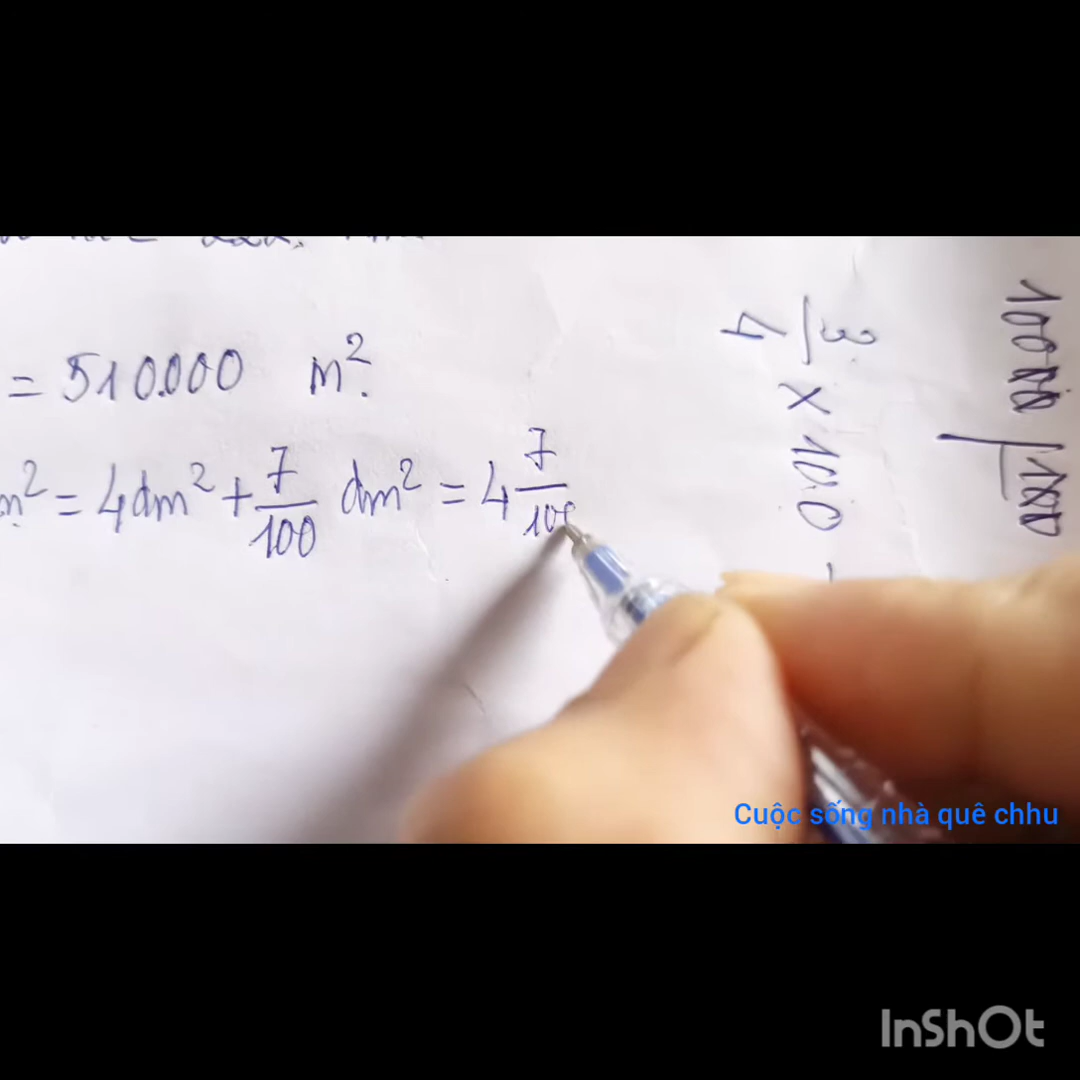 = 510.000 m².
m² = 4dm² + 7/100 dm² = 4 7/100
3/4 x 100
10000 | 100
Cuộc sống nhà quê chhu
InShOt